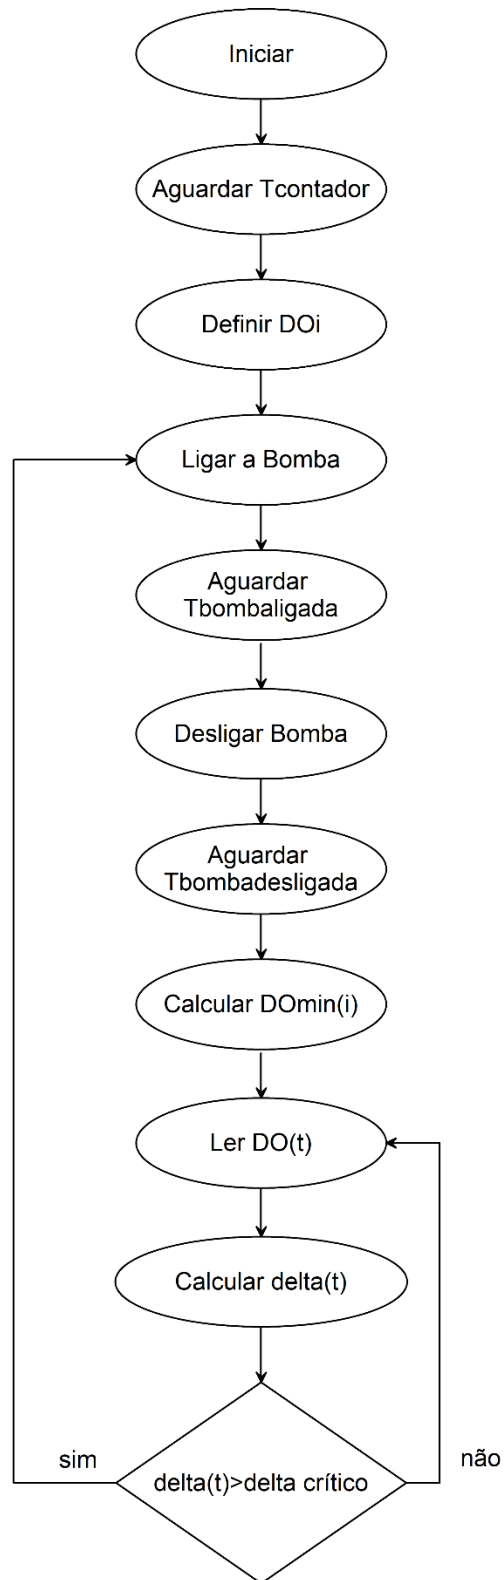 Iniciar
Aguardar Tcontador
Definir DOi
Ligar a Bomba
Aguardar
Tbombaligada
Desligar Bomba
Aguardar
Tbombadesligada
Calcular DOmin(i)
Ler DO(t)
Calcular delta(t)
sim
não
delta(t)>delta crítico